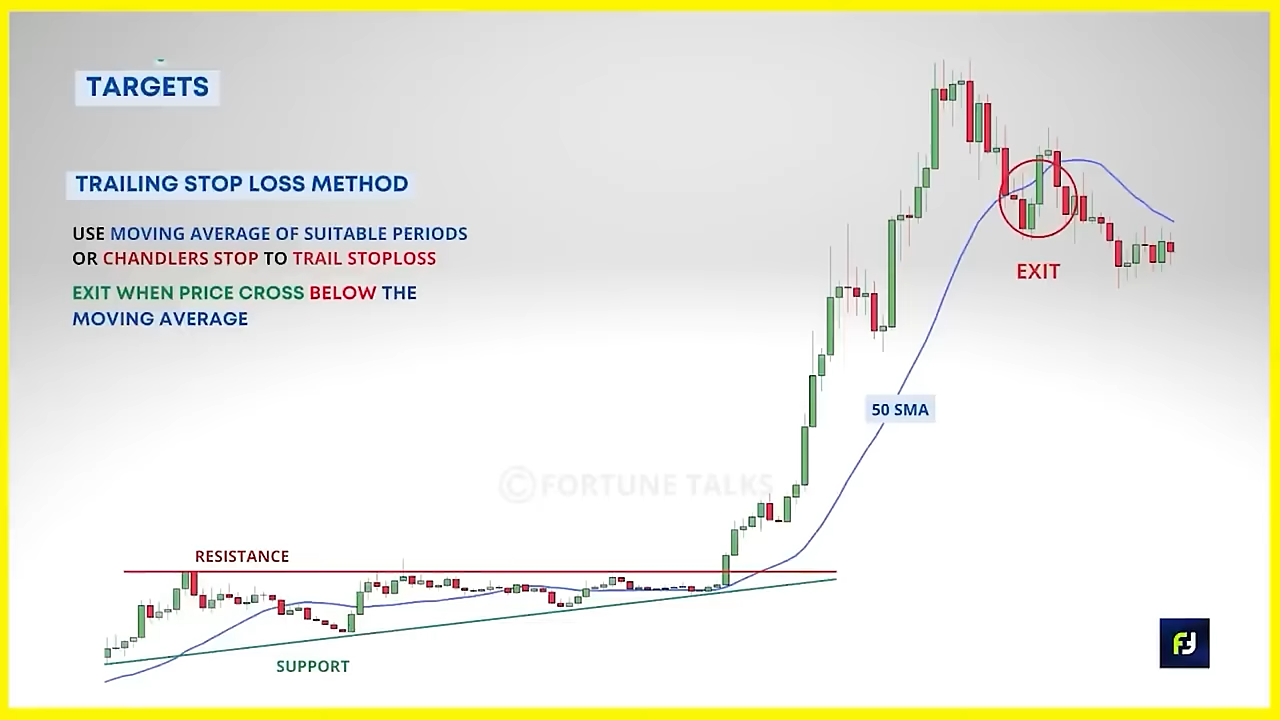 TARGETS
TRAILING STOP LOSS METHOD
USE MOVING AVERAGE OF SUITABLE PERIODS
OR CHANDLERS STOP TO TRAIL STOPLOSS
EXIT WHEN PRICE CROSS BELOW THE
MOVING AVERAGE
EXIT
50 SMA
© FORTUNE TALKS
RESISTANCE
SUPPORT